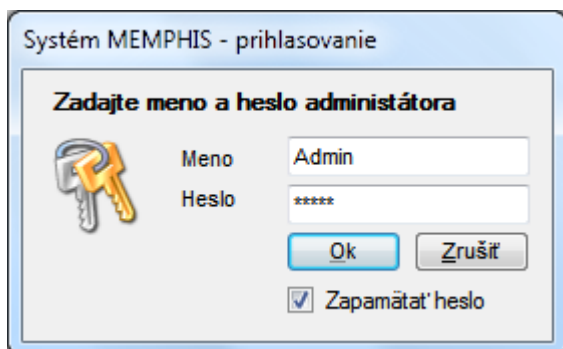 Systém MEMPHIS - prihlasovanie
Zadajte meno a heslo administátora
Meno Admin
Heslo *****
Ok Zrušiť
Zapamätať heslo